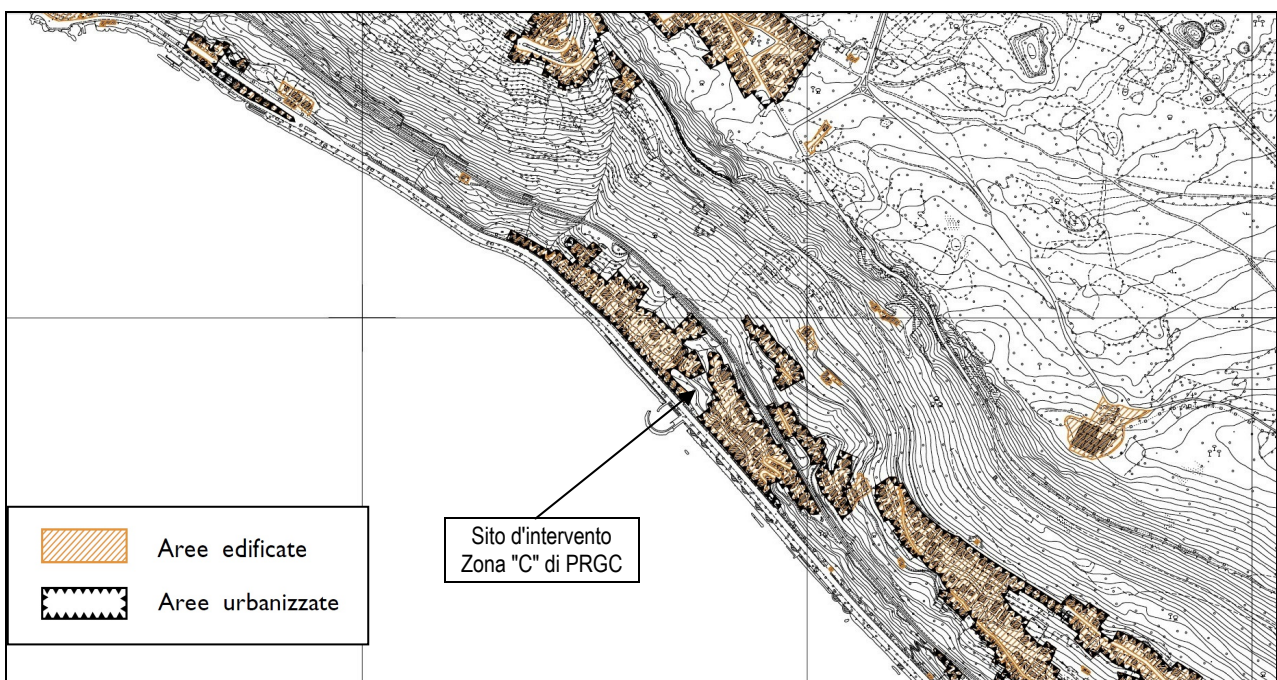 Sito d'intervento
Zona "C" di PRGC
Aree edificate
Aree urbanizzate